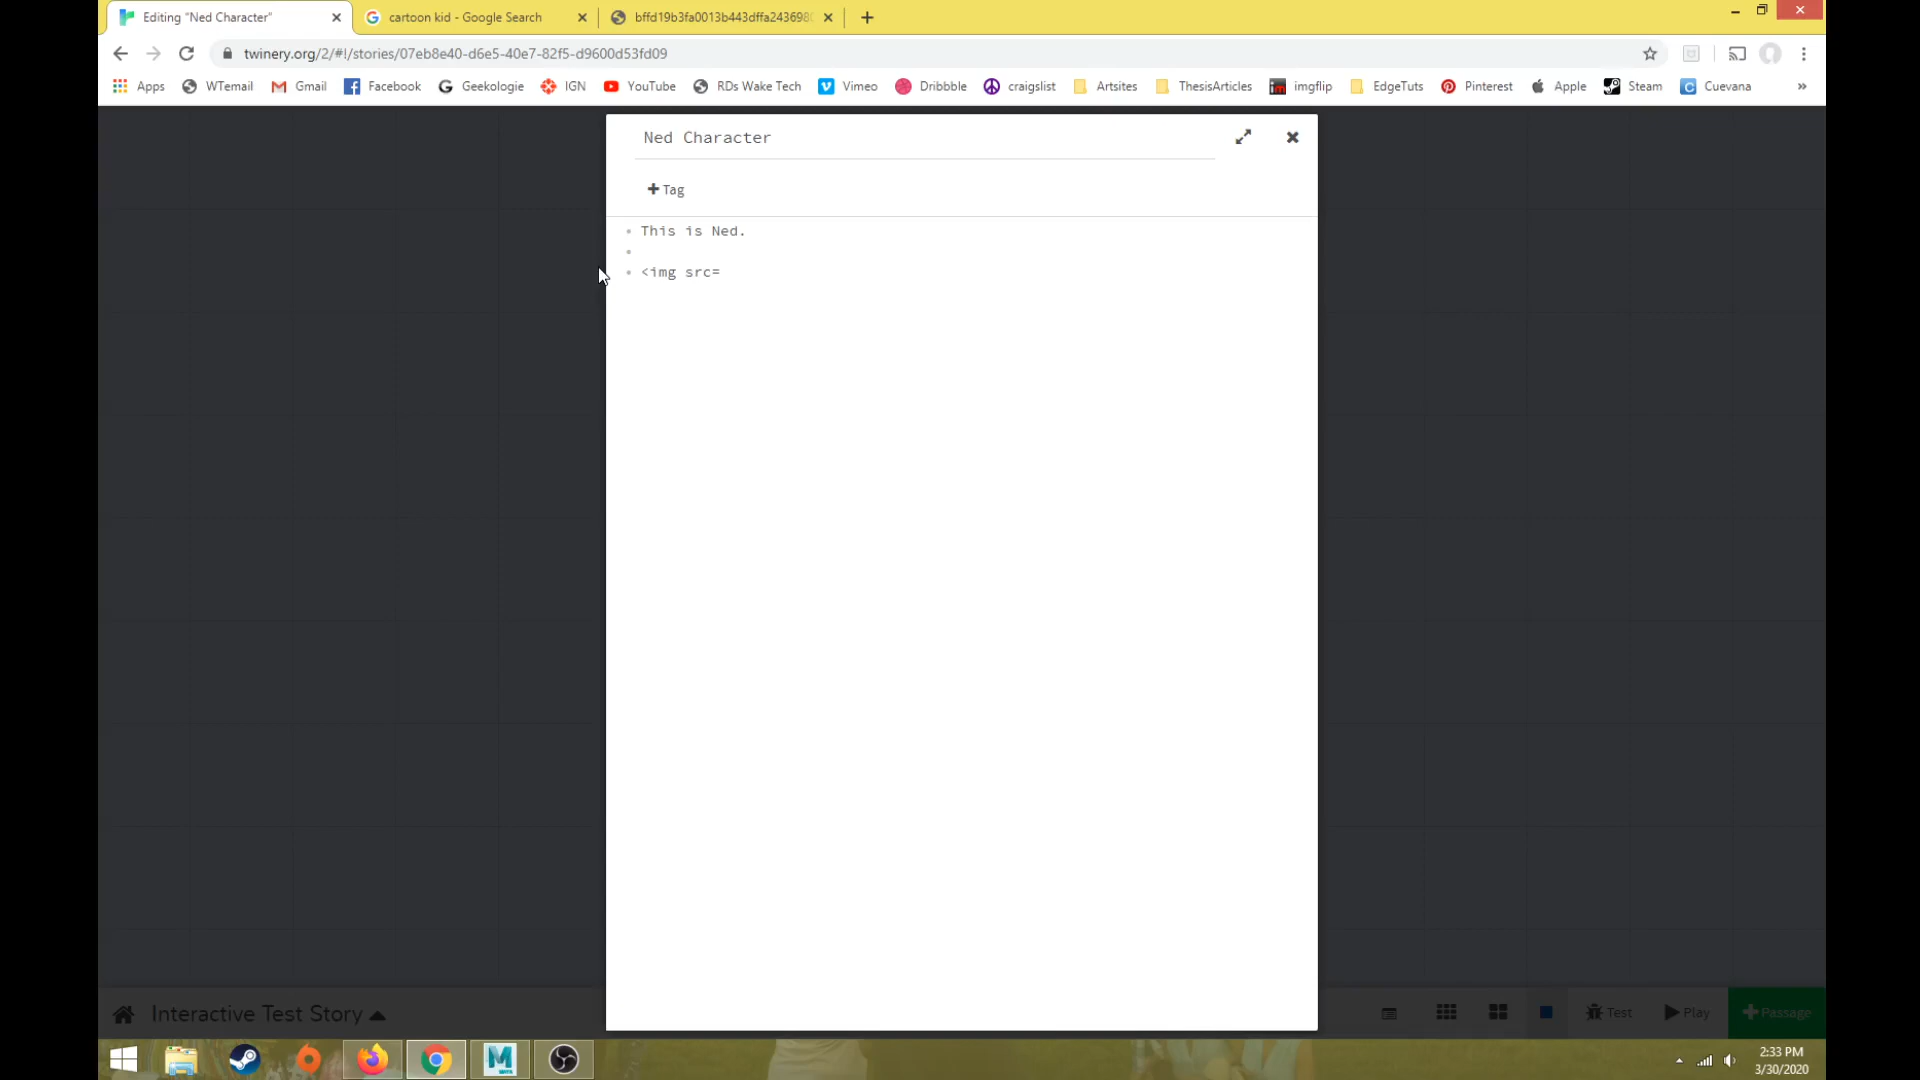 Editing "Ned Character"
cartoon kid - Google Search
bffd19b3fa0013b443dffa243698
twinery.org/2/#!/stories/07eb8e40-d6e5-40e7-82f5-d9600d53fd09
Apps WTemail Gmail Facebook Geekologie IGN YouTube RDs Wake Tech Vimeo Dribbble craigslist Artsites ThesisArticles imgflip EdgeTuts Pinterest Apple Steam Cuevana »
Ned Character
+ Tag
This is Ned.
<img src=
Interactive Test Story
Test
Play
+ Passage
2:33 PM
3/30/2020